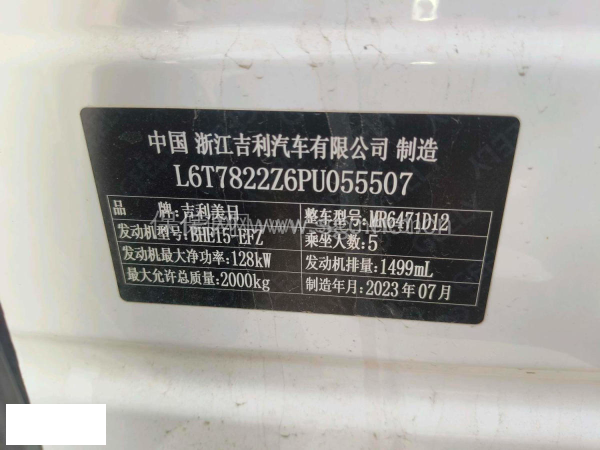 中国 浙江吉利汽车有限公司 制造
L6T7822Z6PU055507
品 牌:吉利美日 整车型号:MR6471D12
发动机型号:BHE15-EFZ 乘坐人数:5
发动机最大净功率:128kW 发动机排量:1499mL
最大允许总质量:2000kg 制造年月:2023年07月